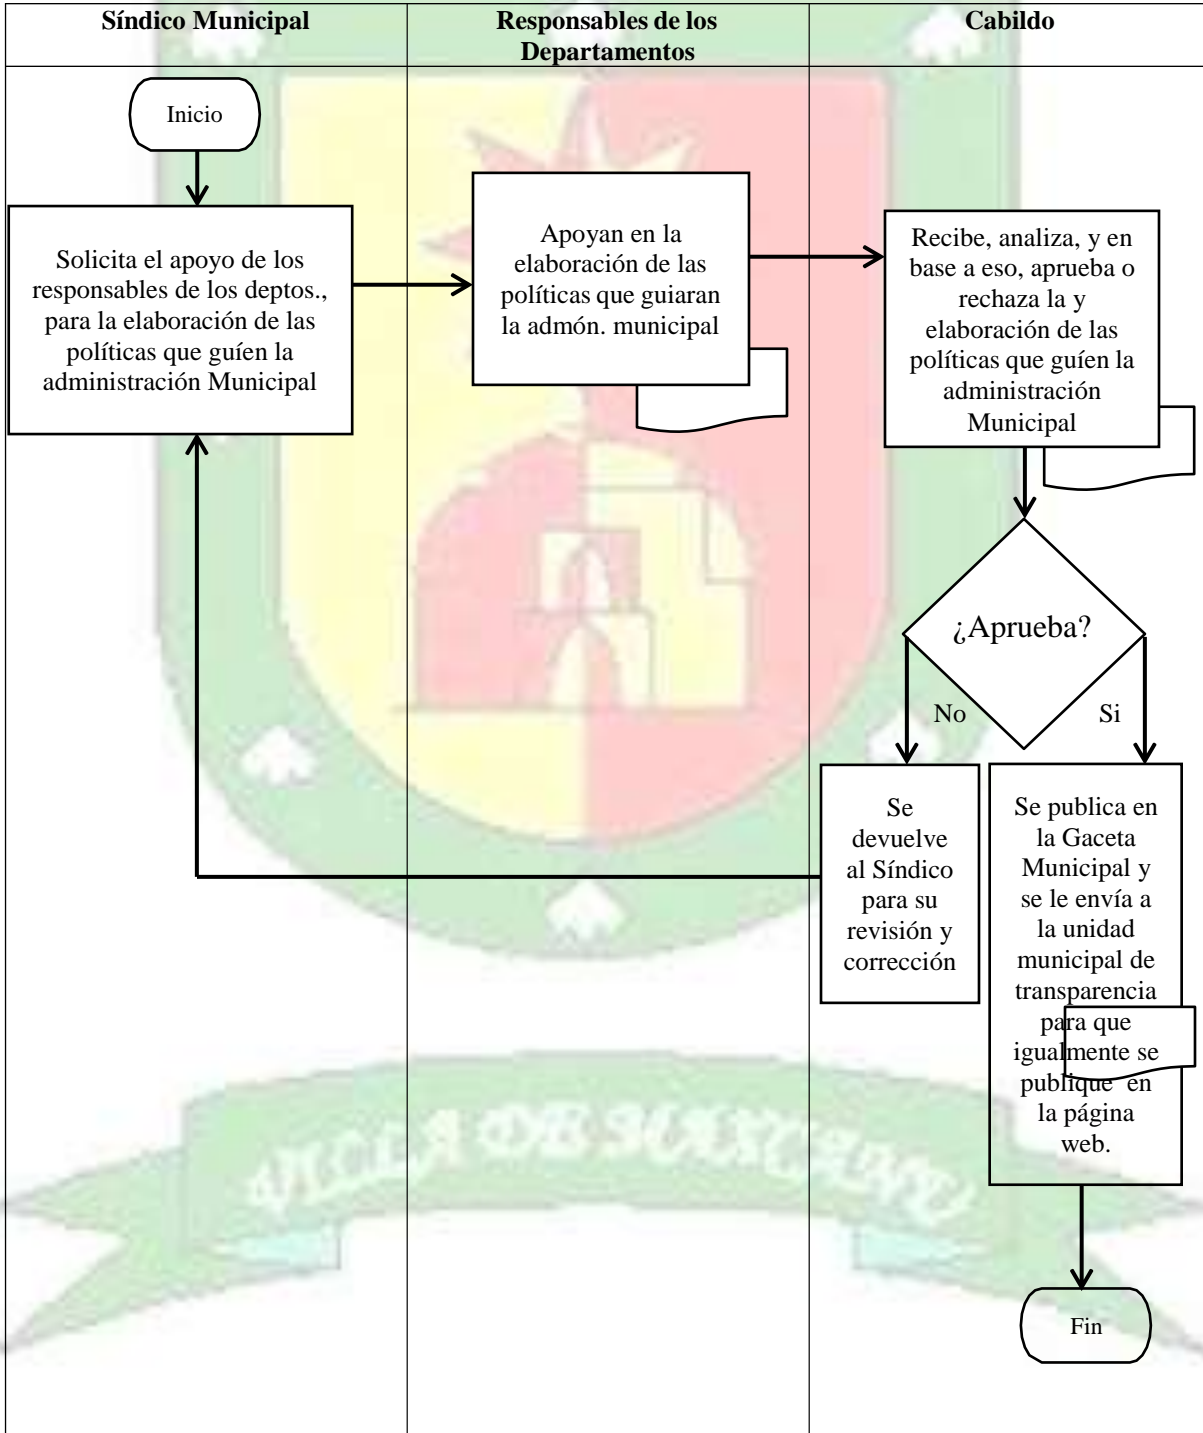 Síndico Municipal
Responsables de los
Departamentos
Cabildo
Inicio
Solicita el apoyo de los
responsables de los deptos.,
para la elaboración de las
políticas que guíen la
administración Municipal
Apoyan en la
elaboración de las
políticas que guiaran
la admón. municipal
Recibe, analiza, y en
base a eso, aprueba o
rechaza la y
elaboración de las
políticas que guíen la
administración
Municipal
¿Aprueba?
No
Si
Se
devuelve
al Síndico
para su
revisión y
corrección
Se publica en
la Gaceta
Municipal y
se le envía a
la unidad
municipal de
transparencia
para que
igualmente se
publique en
la página
web.
Fin